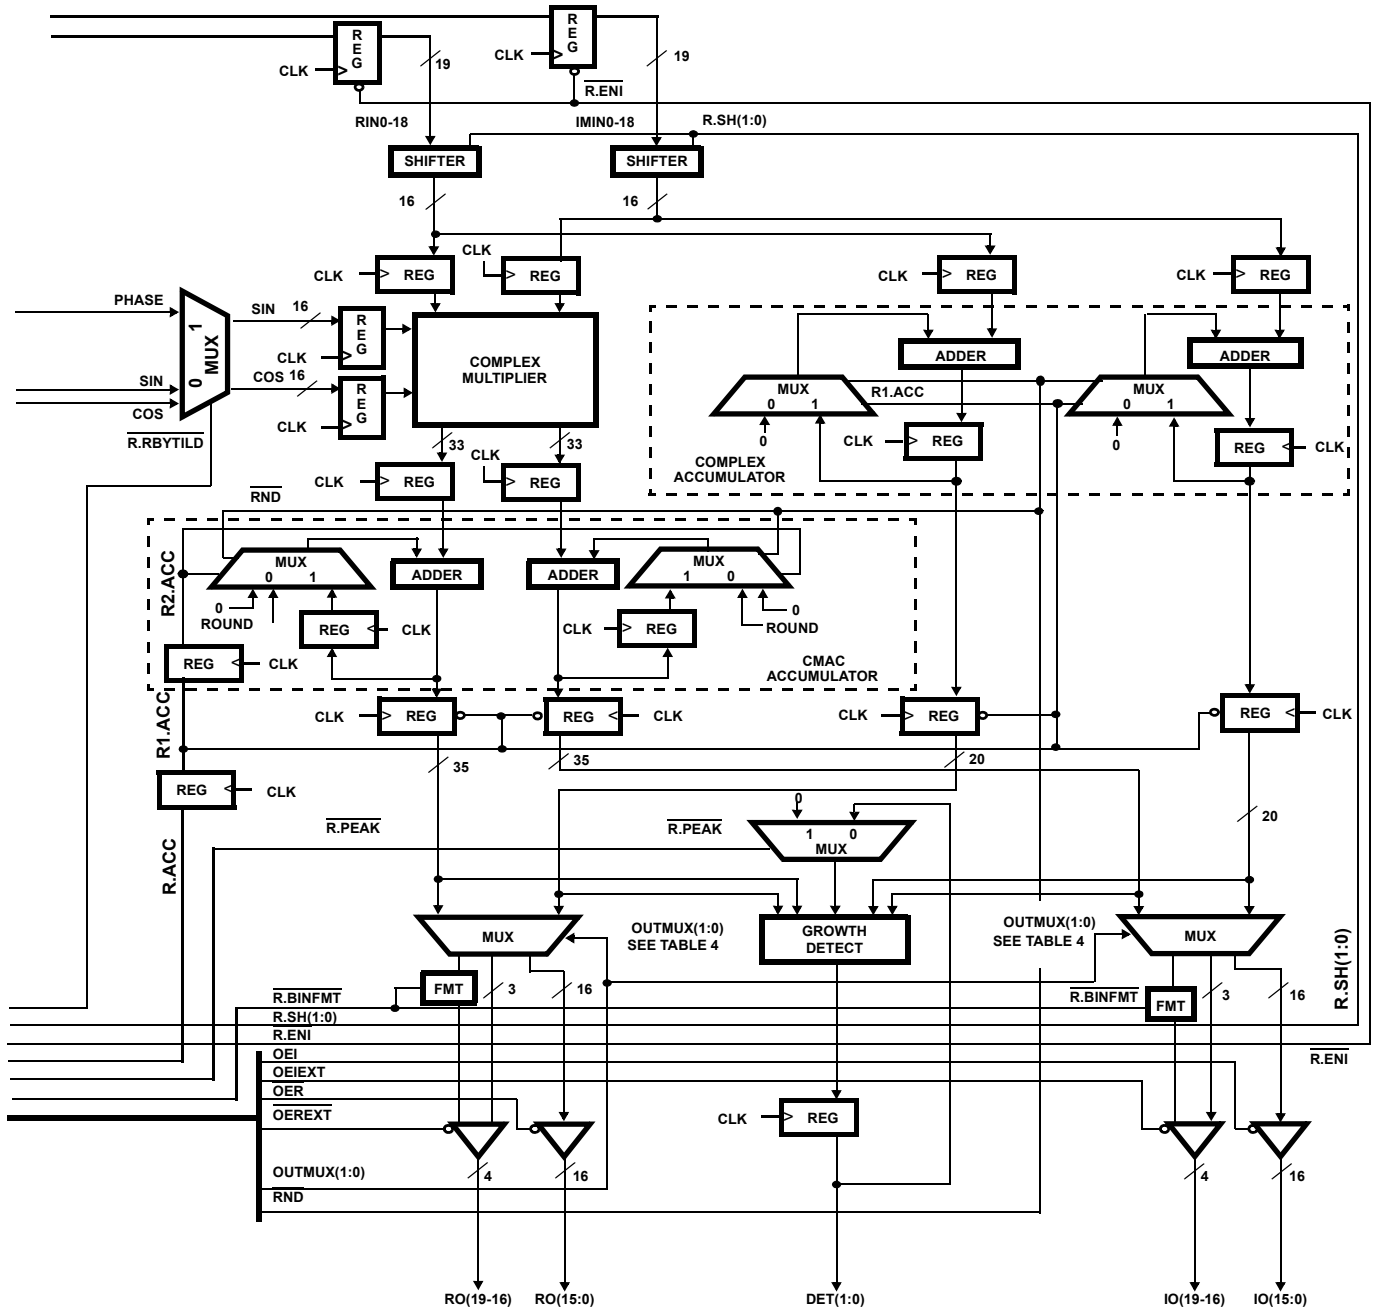 R
E
G
CLK
19
R
E
G
CLK
19
R.ENI
RIN0-18
IMIN0-18
R.SH(1:0)
SHIFTER
SHIFTER
16
16
CLK
REG
CLK
REG
CLK
REG
CLK
REG
PHASE
SIN
COS
MUX
1
0
R.RBYTILD
SIN
16
COS
16
R
E
G
CLK
R
E
G
CLK
COMPLEX
MULTIPLIER
33
33
ADDER
ADDER
MUX
0
1
0
R1.ACC
MUX
0
1
0
CLK
REG
REG
CLK
COMPLEX
ACCUMULATOR
CLK
REG
CLK
REG
RND
R2.ACC
MUX
0
1
0
ROUND
ADDER
ADDER
MUX
1
0
0
ROUND
REG
CLK
CLK
REG
REG
CLK
CMAC
ACCUMULATOR
R1.ACC
CLK
REG
REG
CLK
CLK
REG
REG
CLK
35
35
20
20
REG
CLK
R.ACC
R.PEAK
R.PEAK
0
1
0
MUX
MUX
OUTMUX(1:0)
SEE TABLE 4
GROWTH
DETECT
OUTMUX(1:0)
SEE TABLE 4
MUX
R.SH(1:0)
FMT
3
16
R.BINFMT
FMT
3
16
R.BINFMT
R.SH(1:0)
R.ENI
OEI
OEIEXT
OER
OEREXT
R.ENI
CLK
REG
OUTMUX(1:0)
RND
4
16
4
16
RO(19-16)
RO(15:0)
DET(1:0)
IO(19-16)
IO(15:0)